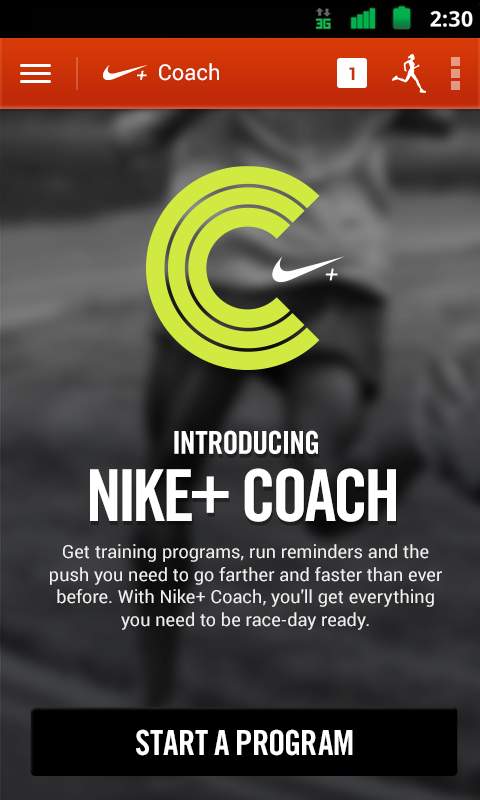 3G 2:30
+ Coach 1
+
INTRODUCING
NIKE+ COACH
Get training programs, run reminders and the
push you need to go farther and faster than ever
before. With Nike+ Coach, you'll get everything
you need to be race-day ready.
START A PROGRAM